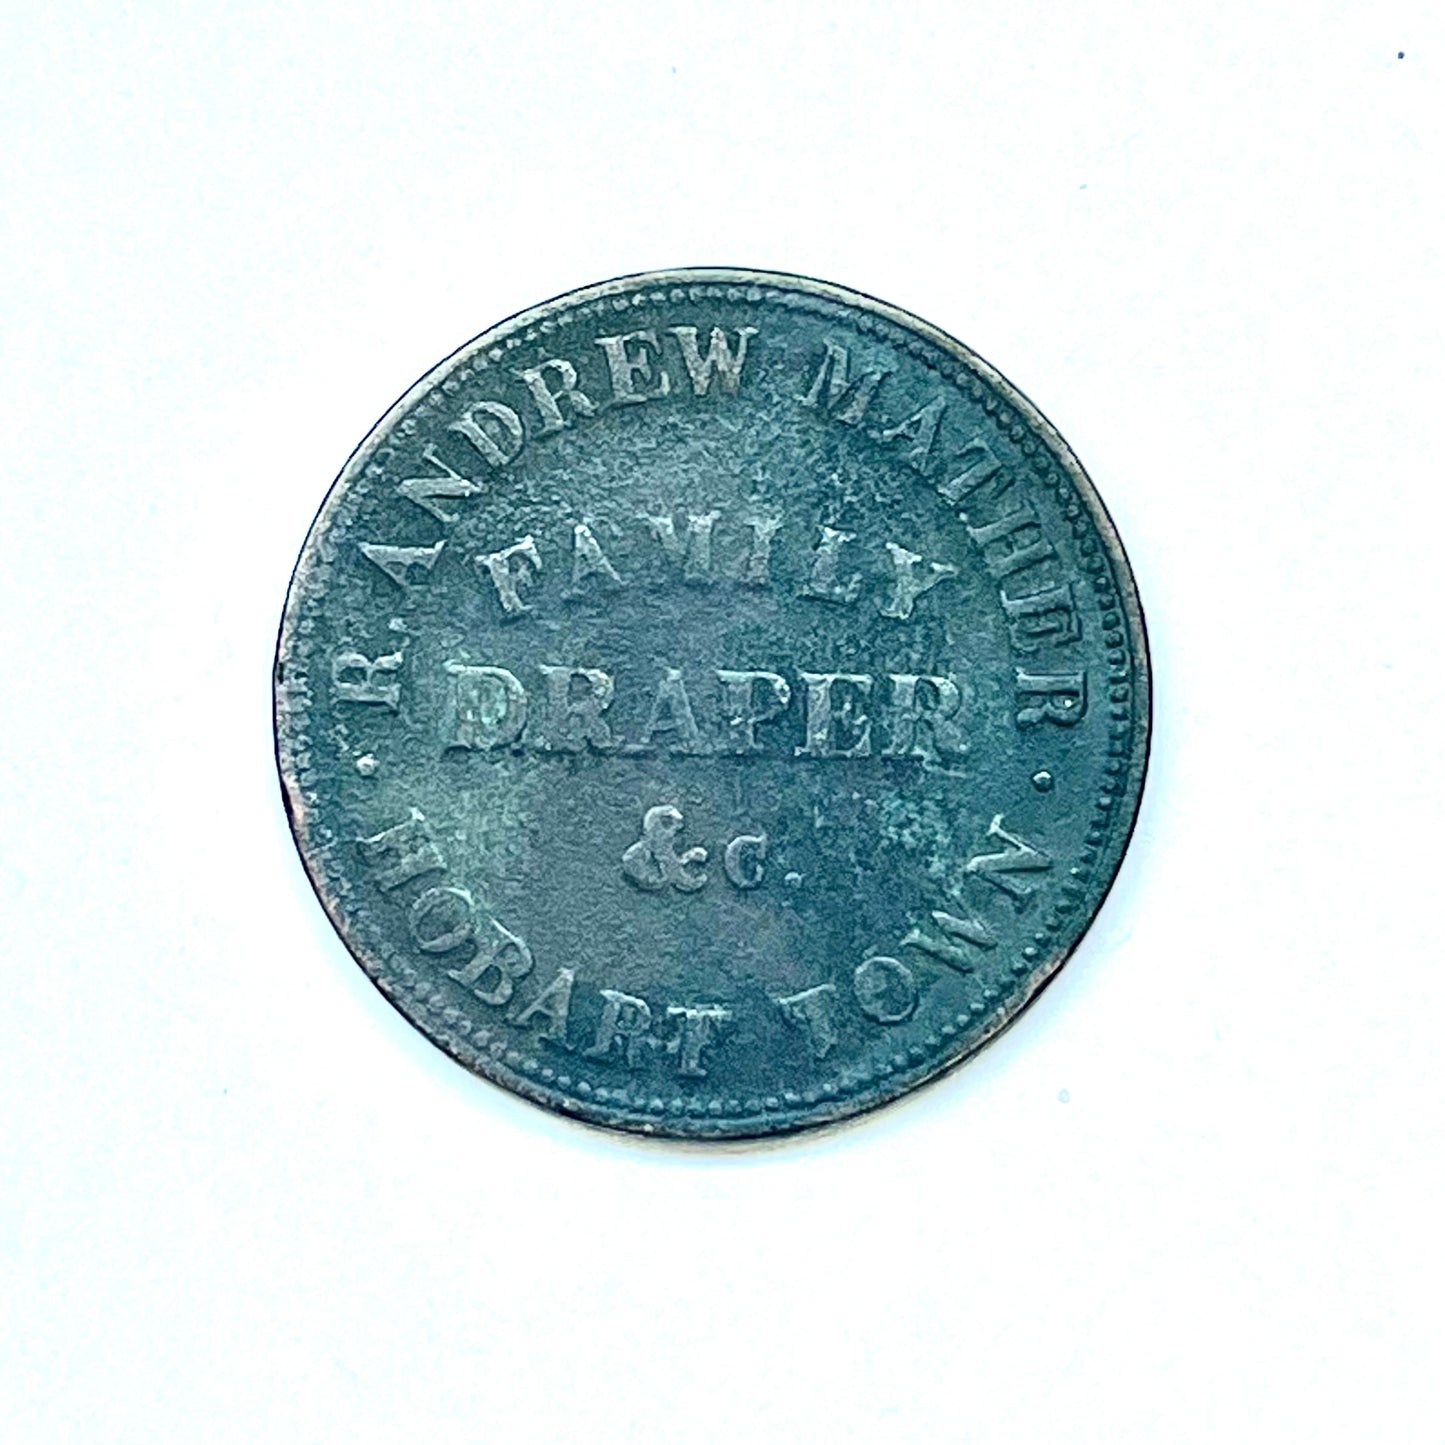 R. ANDREW MATHER
FAMILY
DRAPER
&c.
HOBART TOWN